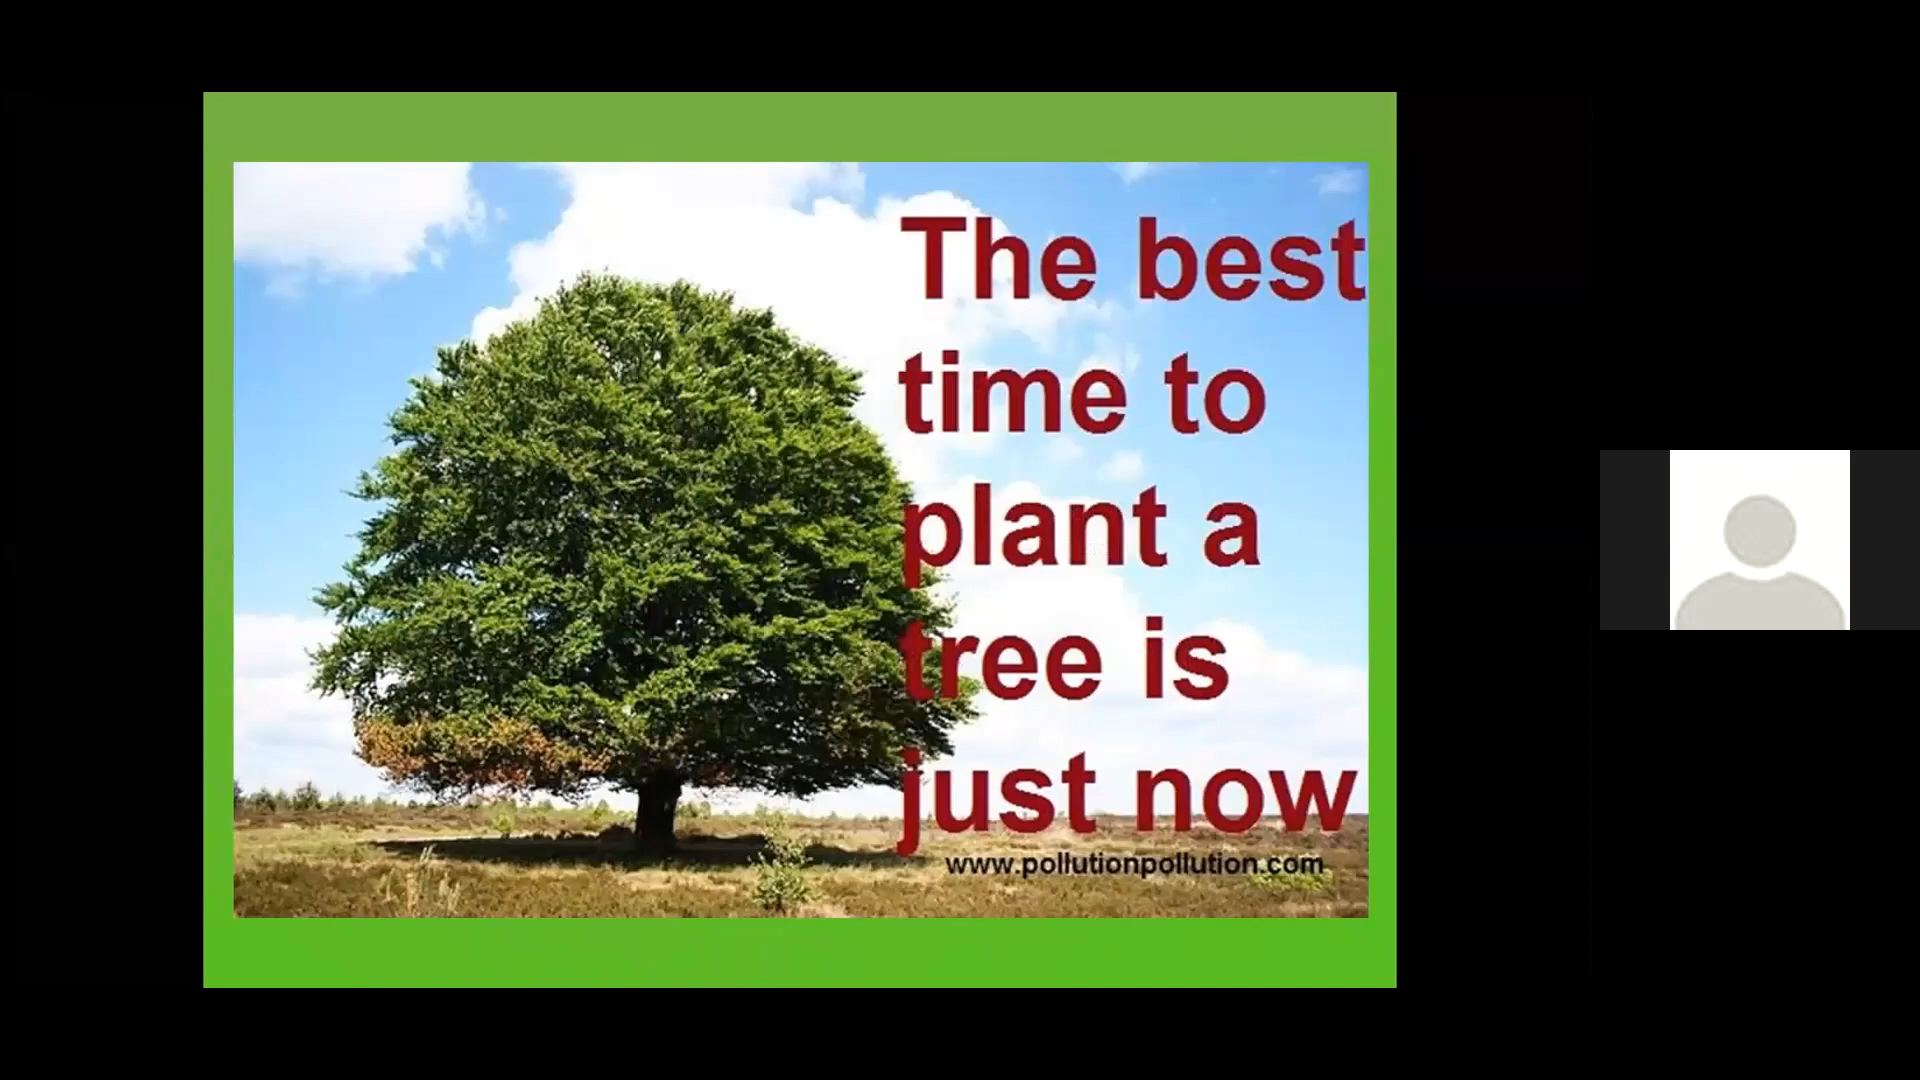 The best
time to
plant a
tree is
just now
www.pollutionpollution.com